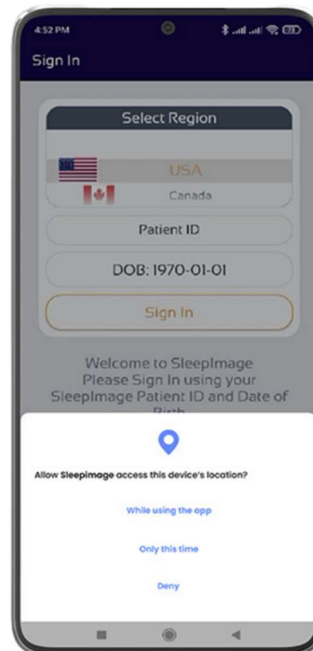 4:52 PM
Sign In
Select Region
USA
Canada
Patient ID
DOB: 1970-01-01
Sign In
Welcome to SleepImage
Please Sign In using your
SleepImage Patient ID and Date of
Birth
Allow SleepImage access this device's location?
While using the app
Only this time
Deny